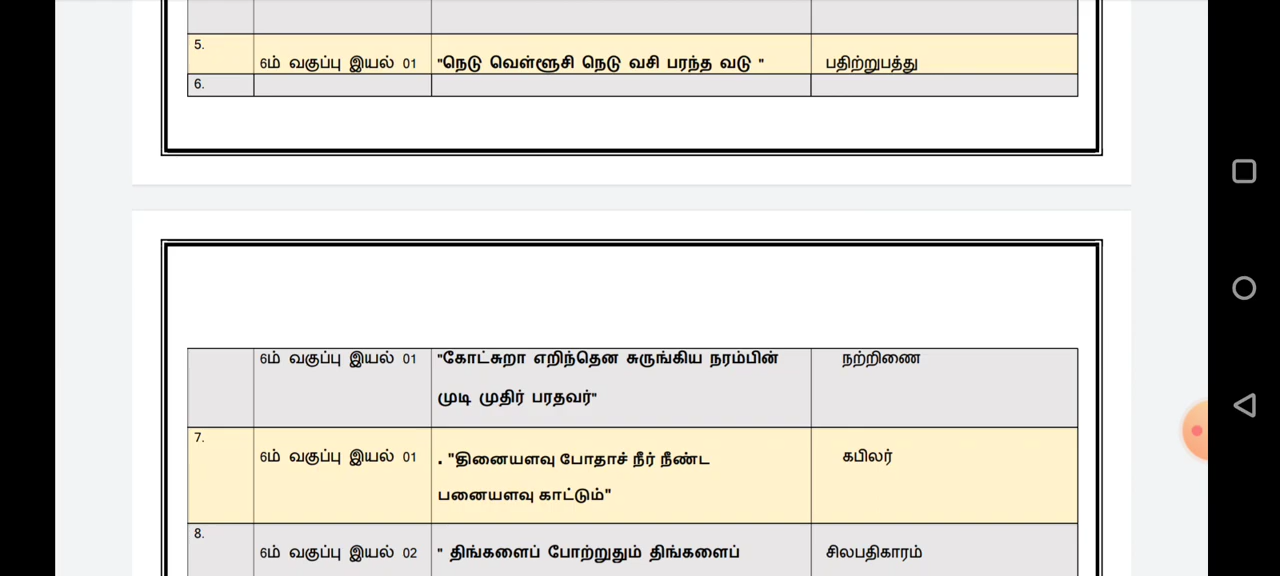 5.
6ம் வகுப்பு இயல் 01 "நெடு வெள்ளூசி நெடு வசி பரந்த வடு " பதிற்றுபத்து
6.
6ம் வகுப்பு இயல் 01 "கோட்சுறா எறிந்தென சுருங்கிய நரம்பின் நற்றிணை
முடி முதிர் பரதவர்"
7.
6ம் வகுப்பு இயல் 01 . "தினையளவு போதாச் நீர் நீண்ட கபிலர்
பனையளவு காட்டும்"
8.
6ம் வகுப்பு இயல் 02 " திங்களைப் போற்றுதும் திங்களைப் சிலபதிகாரம்